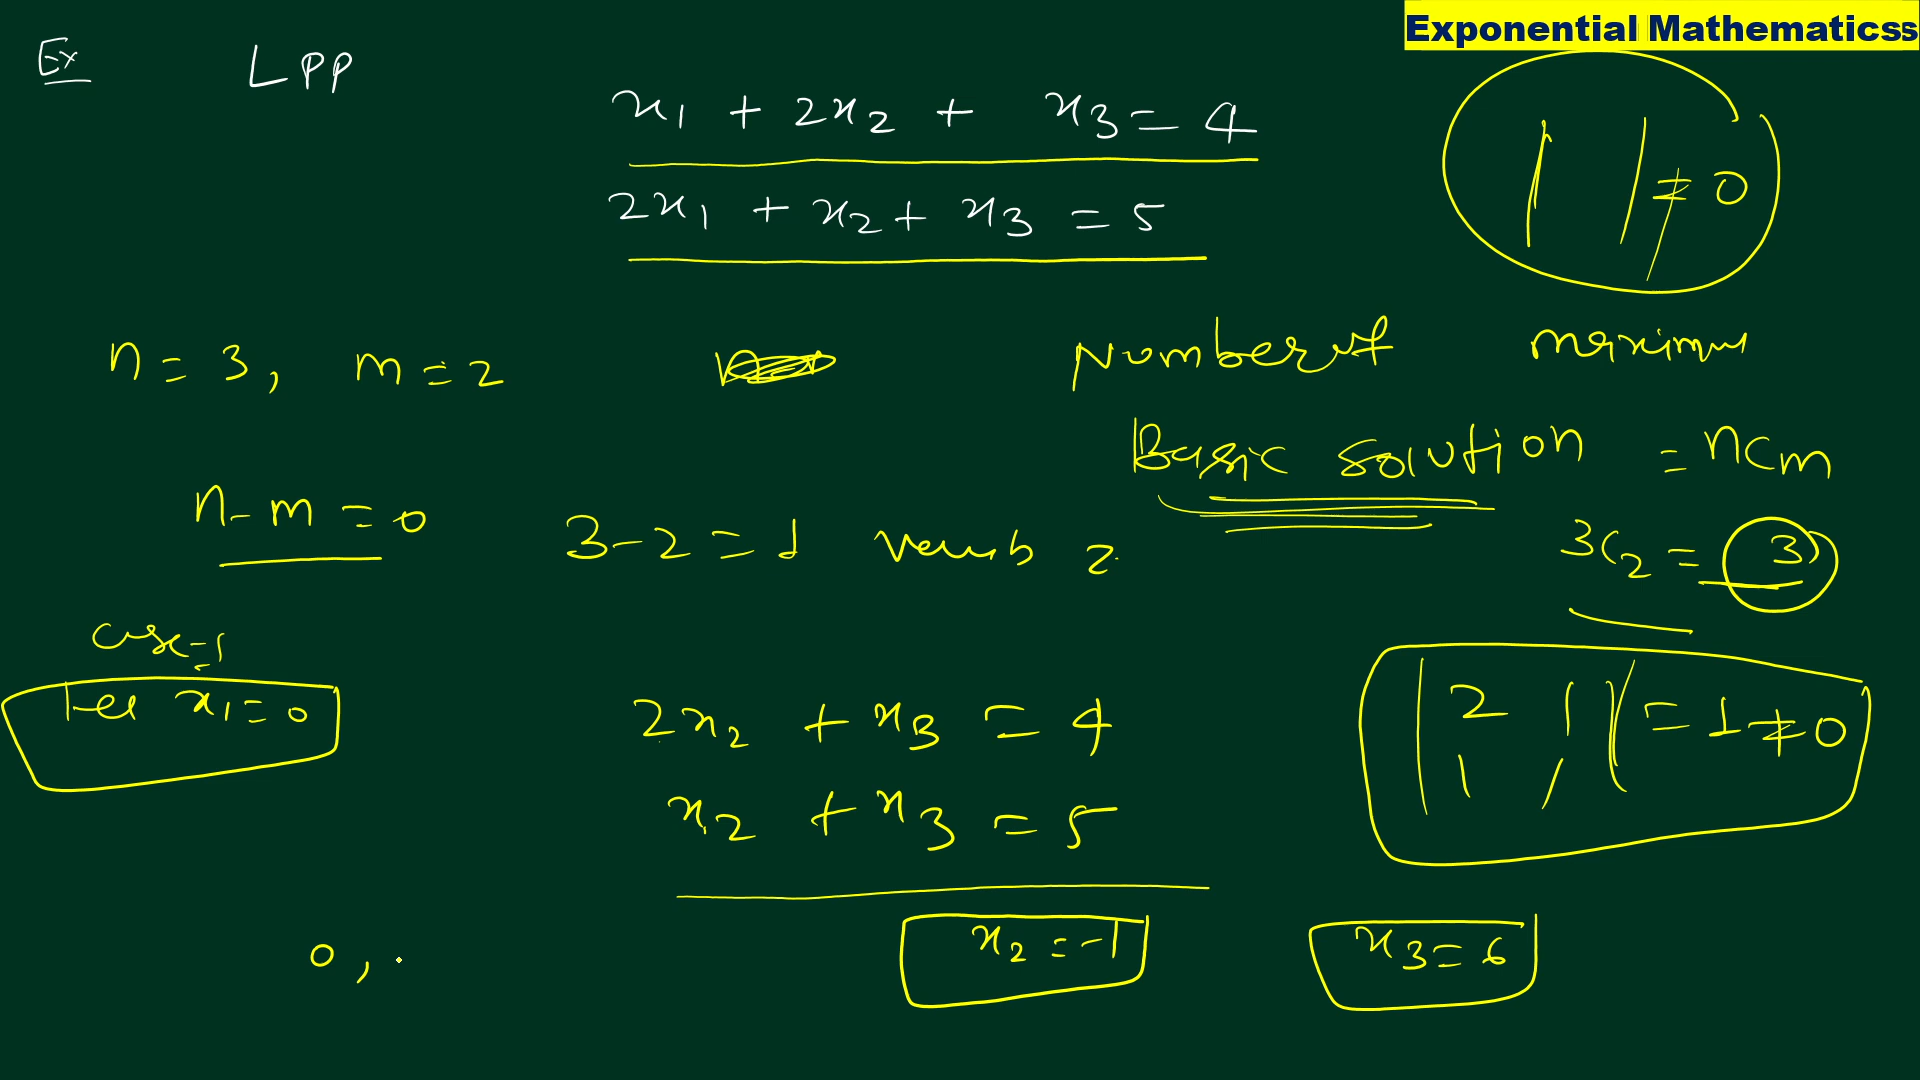 Exponential Mathematicss
Ex LPP
x1 + 2x2 + x3 = 4
2x1 + x2 + x3 = 5
| | ≠ 0
n = 3, m = 2
Number of maximum
Basic solution = nCm
n - m = 0
3 - 2 = 1
3C2 = 3
case-1
Let x1 = 0
2x2 + x3 = 4
x2 + x3 = 5
| 2 1 | = 1 ≠ 0
1 1
x2 = -1
x3 = 6
0 , .